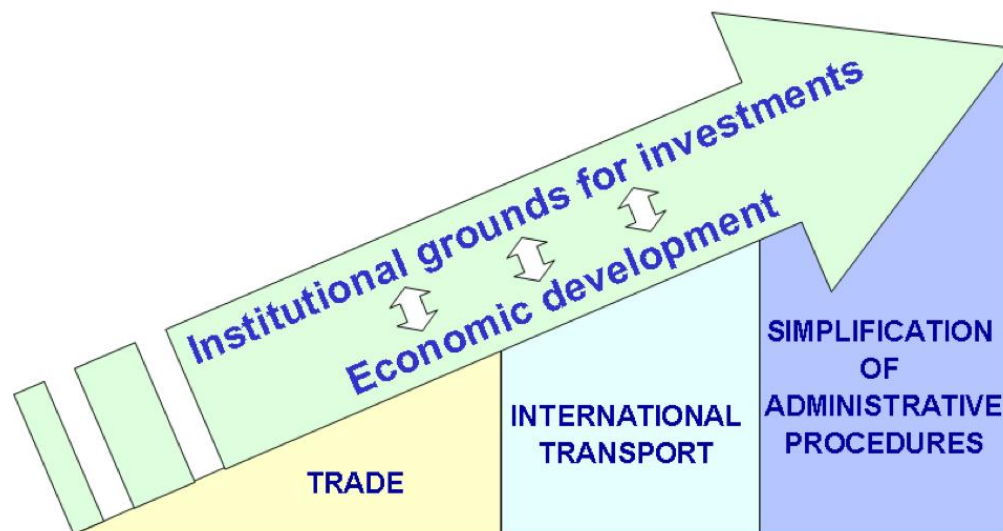 Institutional grounds for investments
Economic development
TRADE
INTERNATIONAL
TRANSPORT
SIMPLIFICATION
OF
ADMINISTRATIVE
PROCEDURES